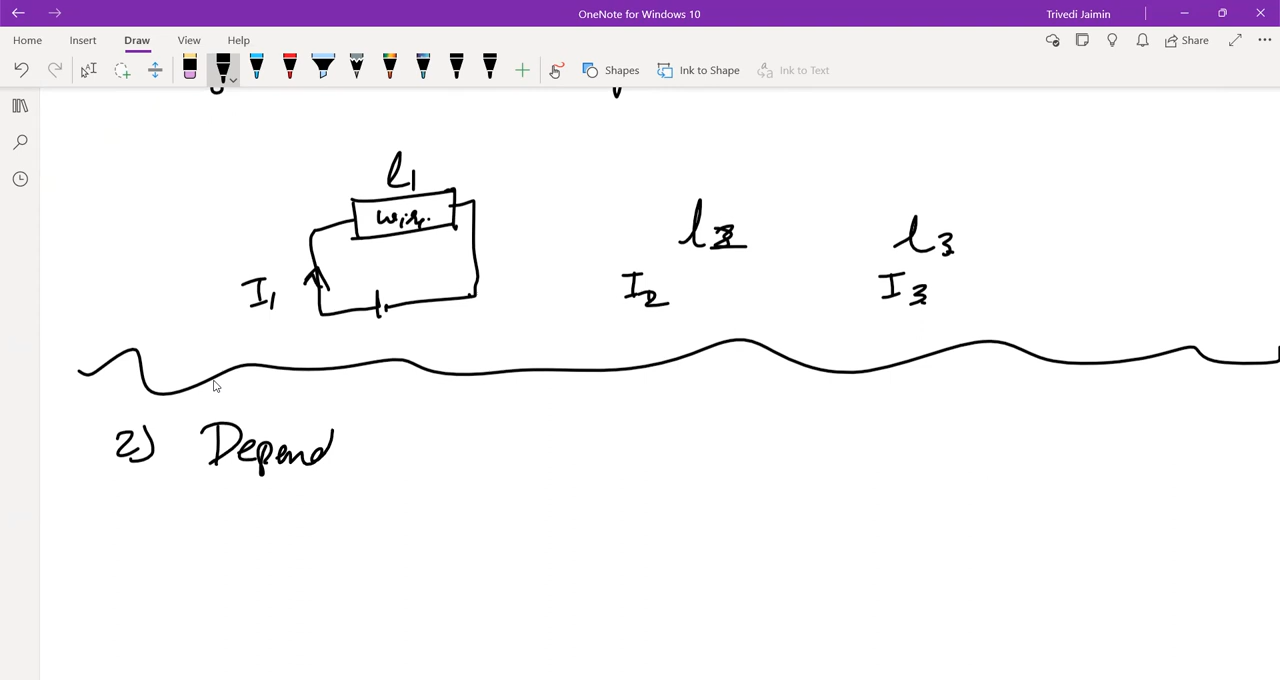 OneNote for Windows 10
Trivedi Jaimin
Home Insert Draw View Help
Share
Shapes Ink to Shape Ink to Text
l1
wire
l2 l3
I1 I2 I3
2) Depend